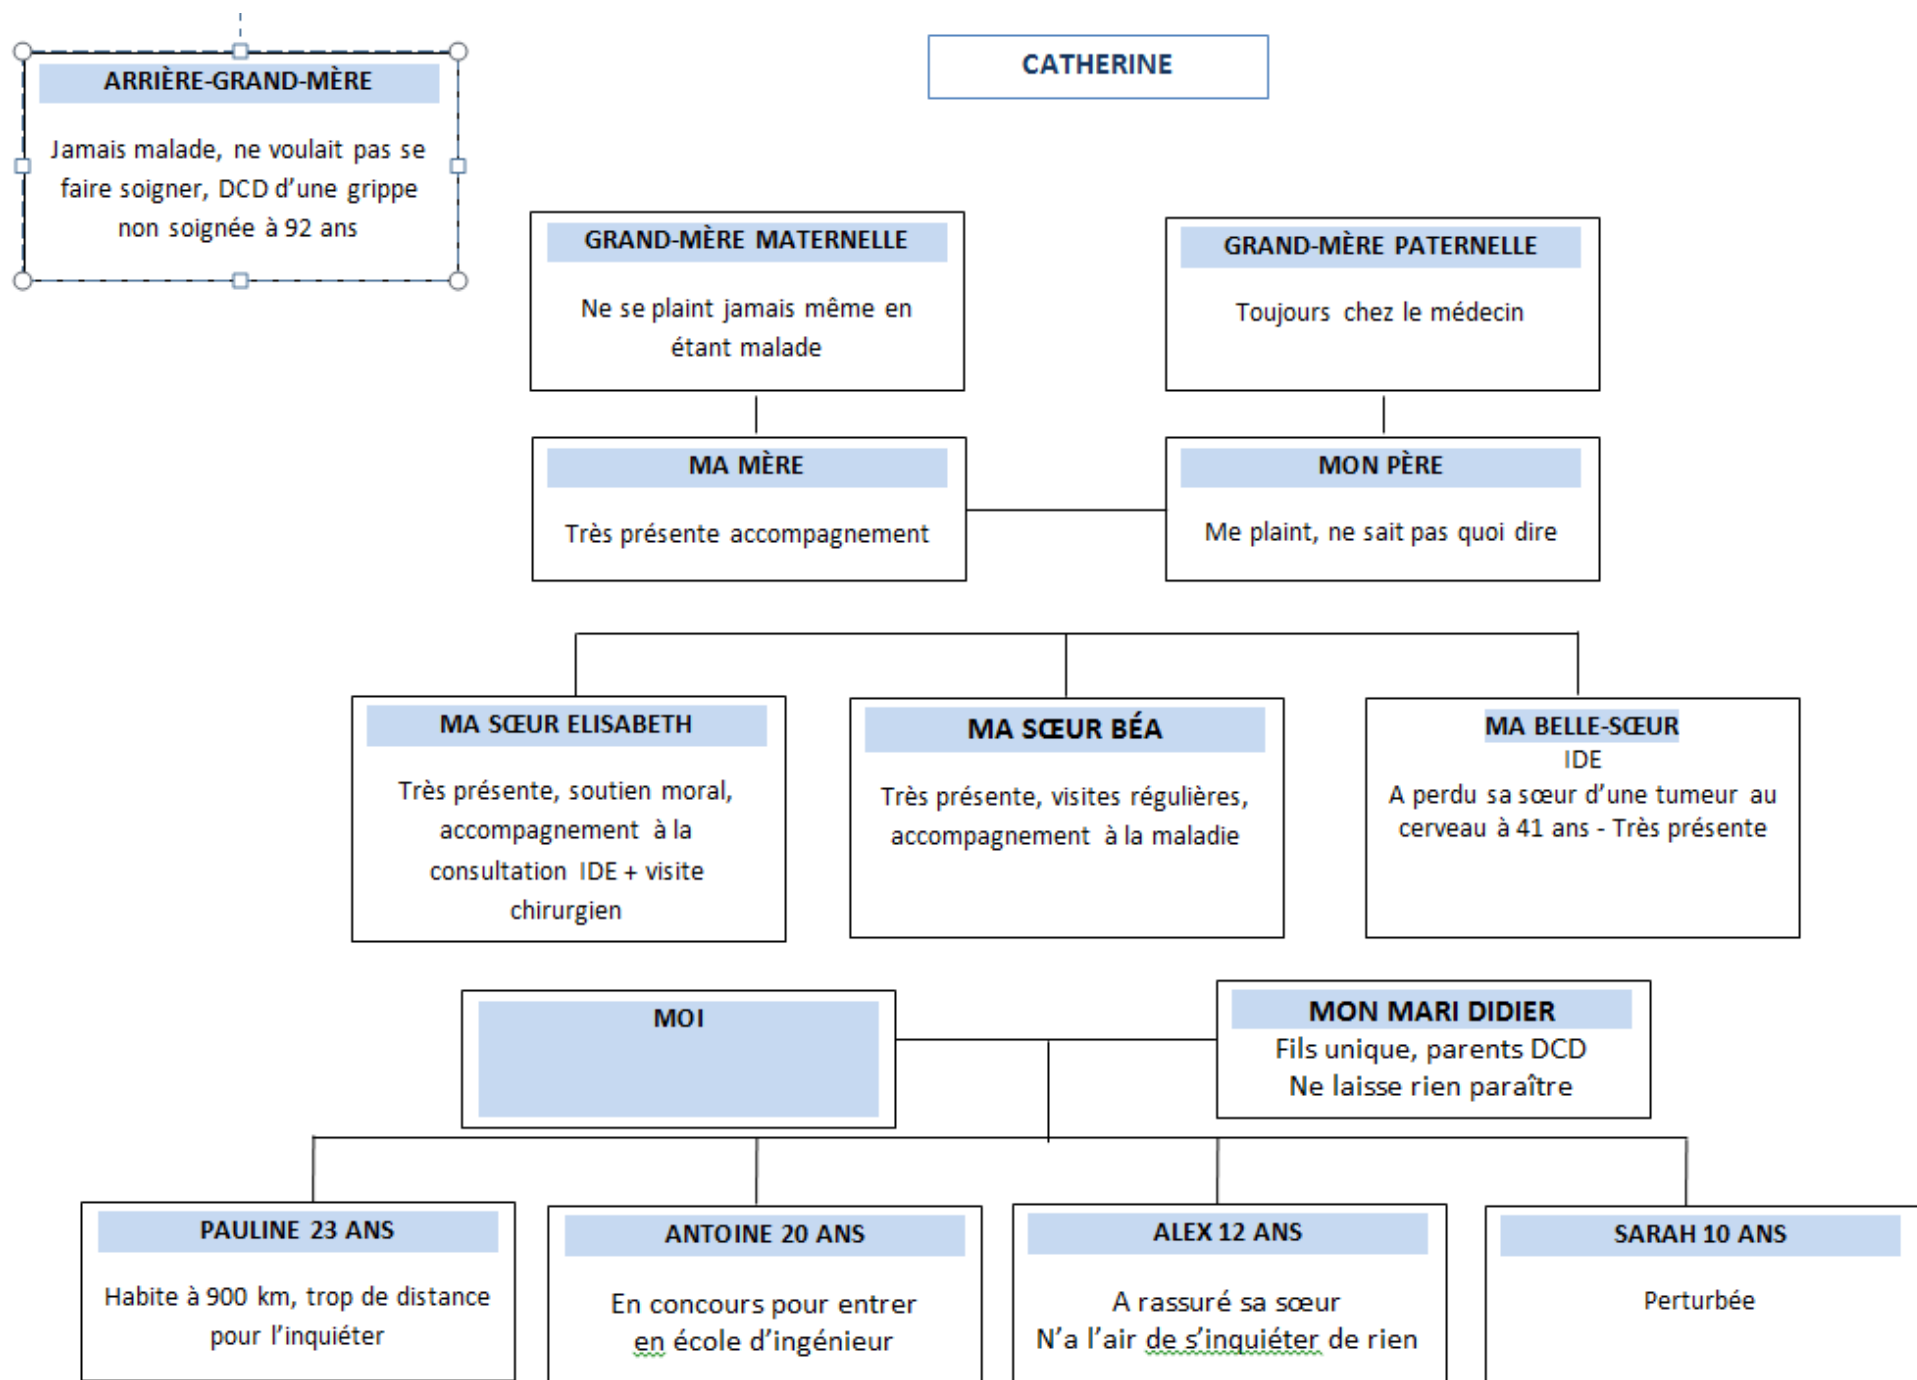 CATHERINE
ARRIÈRE-GRAND-MÈRE
Jamais malade, ne voulait pas se
faire soigner, DCD d’une grippe
non soignée à 92 ans
GRAND-MÈRE MATERNELLE
Ne se plaint jamais même en
étant malade
GRAND-MÈRE PATERNELLE
Toujours chez le médecin
MA MÈRE
Très présente accompagnement
MON PÈRE
Me plaint, ne sait pas quoi dire
MA SŒUR ELISABETH
Très présente, soutien moral,
accompagnement à la
consultation IDE + visite
chirurgien
MA SŒUR BÉA
Très présente, visites régulières,
accompagnement à la maladie
MA BELLE-SŒUR
IDE
A perdu sa sœur d’une tumeur au
cerveau à 41 ans - Très présente
MOI
MON MARI DIDIER
Fils unique, parents DCD
Ne laisse rien paraître
PAULINE 23 ANS
Habite à 900 km, trop de distance
pour l’inquiéter
ANTOINE 20 ANS
En concours pour entrer
en école d’ingénieur
ALEX 12 ANS
A rassuré sa sœur
N’a l’air de s’inquiéter de rien
SARAH 10 ANS
Perturbée